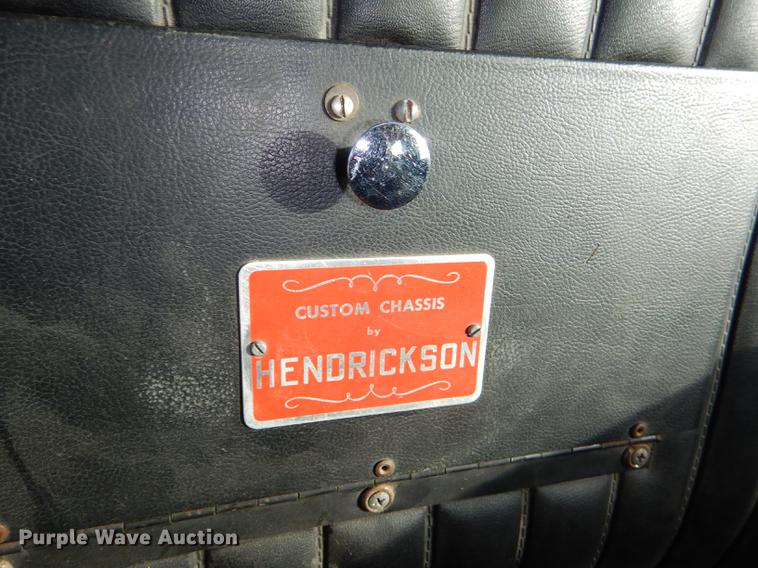 CUSTOM CHASSIS
by
HENDRICKSON
Purple Wave Auction